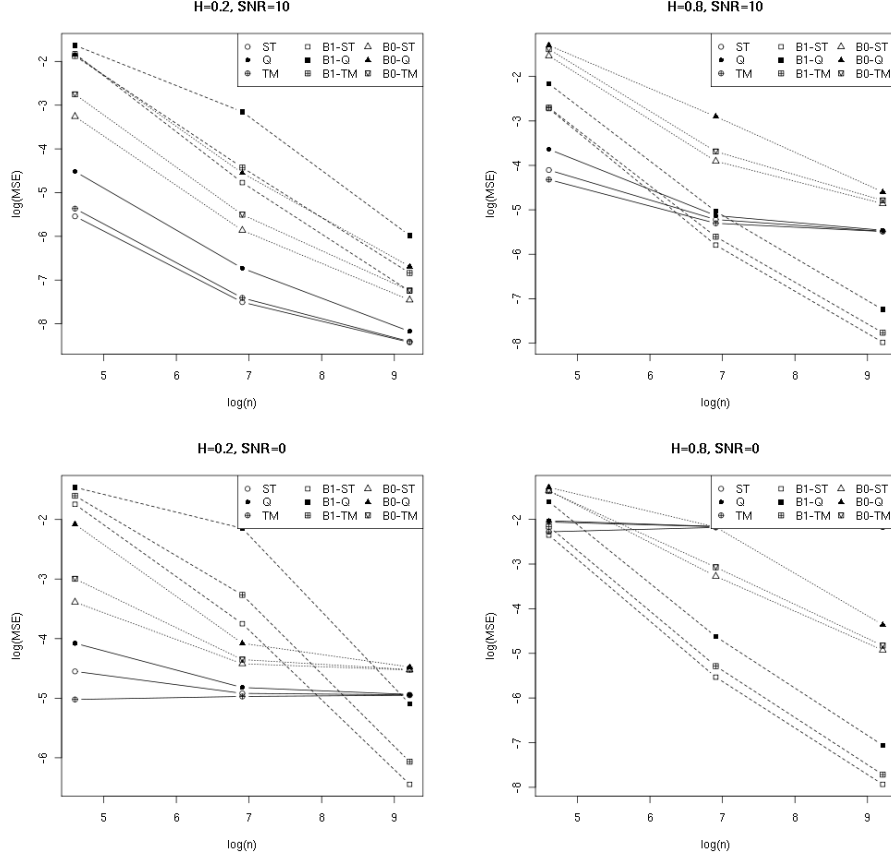 H=0.2, SNR=10
ST B1-ST B0-ST
Q B1-Q B0-Q
TM B1-TM B0-TM
log(MSE)
-2
-3
-4
-5
-6
-7
-8
5 6 7 8 9
log(n)
H=0.8, SNR=10
ST B1-ST B0-ST
Q B1-Q B0-Q
TM B1-TM B0-TM
log(MSE)
-2
-3
-4
-5
-6
-7
-8
5 6 7 8 9
log(n)
H=0.2, SNR=0
ST B1-ST B0-ST
Q B1-Q B0-Q
TM B1-TM B0-TM
log(MSE)
-2
-3
-4
-5
-6
5 6 7 8 9
log(n)
H=0.8, SNR=0
ST B1-ST B0-ST
Q B1-Q B0-Q
TM B1-TM B0-TM
log(MSE)
-2
-3
-4
-5
-6
-7
-8
5 6 7 8 9
log(n)